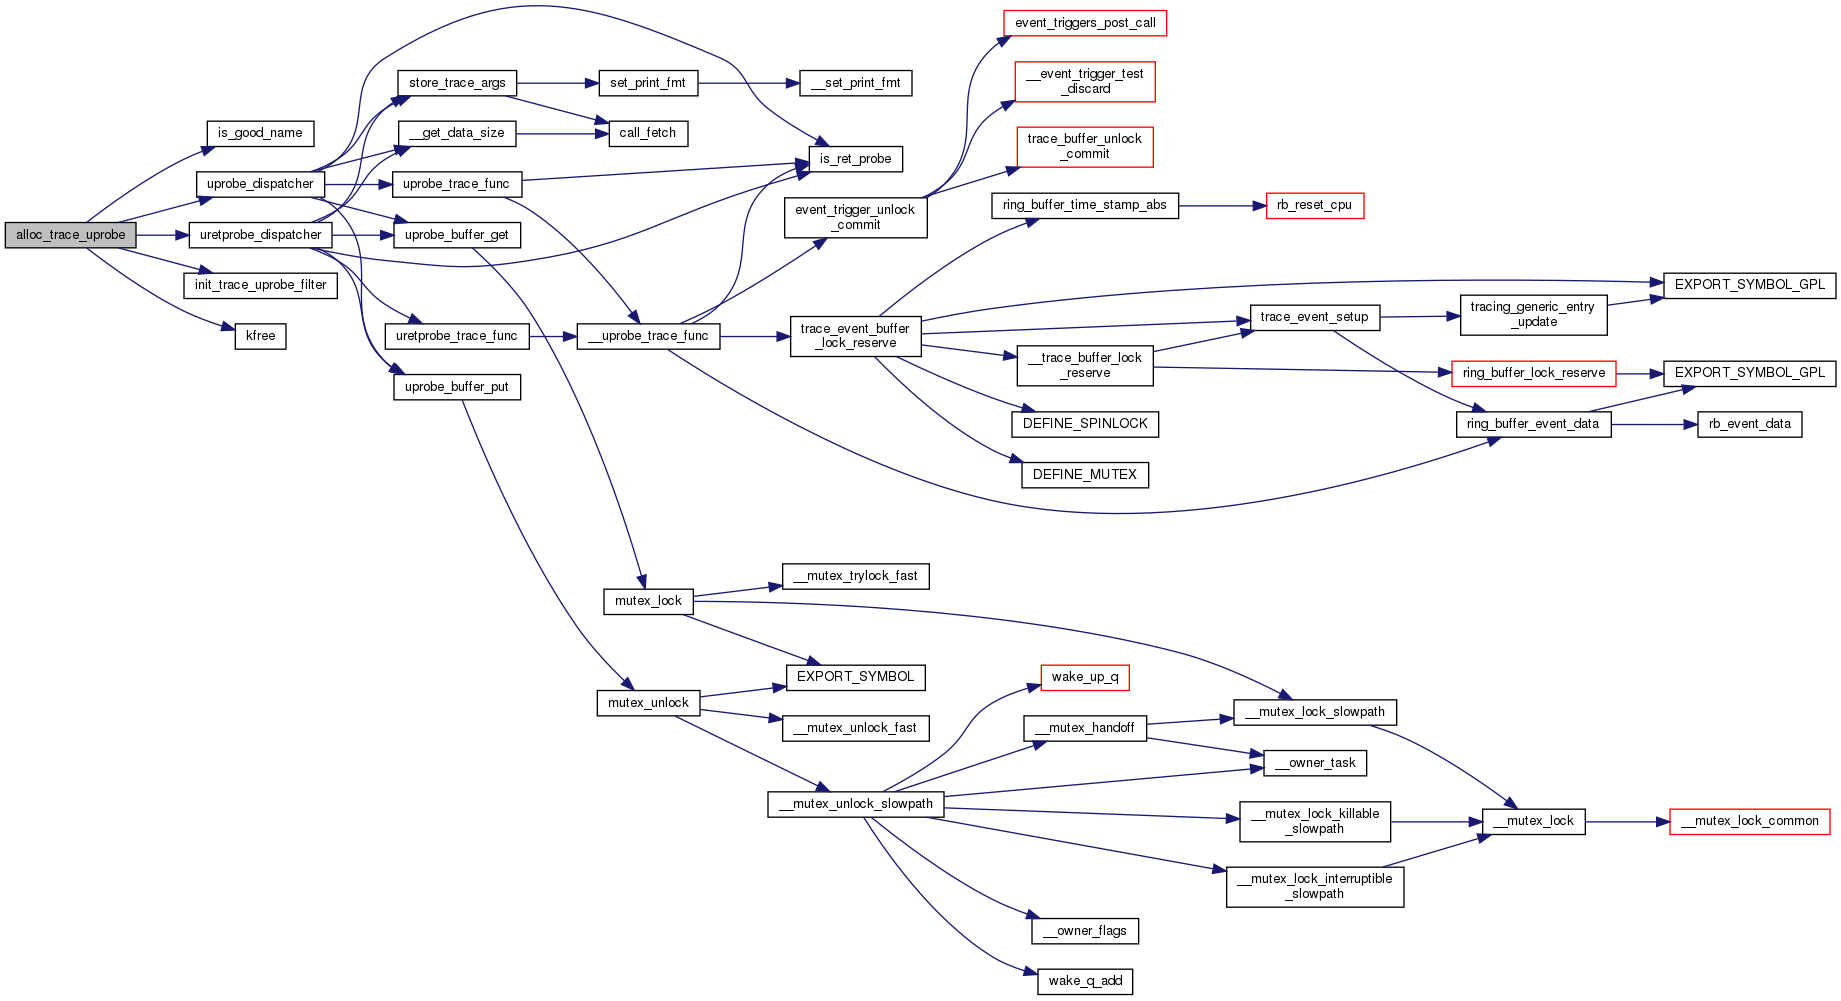 alloc_trace_uprobe
is_good_name
uprobe_dispatcher
uretprobe_dispatcher
init_trace_uprobe_filter
kfree
store_trace_args
__get_data_size
uprobe_trace_func
uprobe_buffer_get
uretprobe_trace_func
uprobe_buffer_put
set_print_fmt
call_fetch
__uprobe_trace_func
mutex_lock
mutex_unlock
__set_print_fmt
is_ret_probe
event_trigger_unlock
_commit
trace_event_buffer
_lock_reserve
__mutex_trylock_fast
EXPORT_SYMBOL
__mutex_unlock_fast
__mutex_unlock_slowpath
event_triggers_post_call
__event_trigger_test
_discard
trace_buffer_unlock
_commit
ring_buffer_time_stamp_abs
__trace_buffer_lock
_reserve
DEFINE_SPINLOCK
DEFINE_MUTEX
wake_up_q
__mutex_handoff
__owner_flags
wake_q_add
rb_reset_cpu
trace_event_setup
__mutex_lock_slowpath
__owner_task
__mutex_lock_killable
_slowpath
__mutex_lock_interruptible
_slowpath
tracing_generic_entry
_update
ring_buffer_lock_reserve
ring_buffer_event_data
__mutex_lock
EXPORT_SYMBOL_GPL
EXPORT_SYMBOL_GPL
rb_event_data
__mutex_lock_common